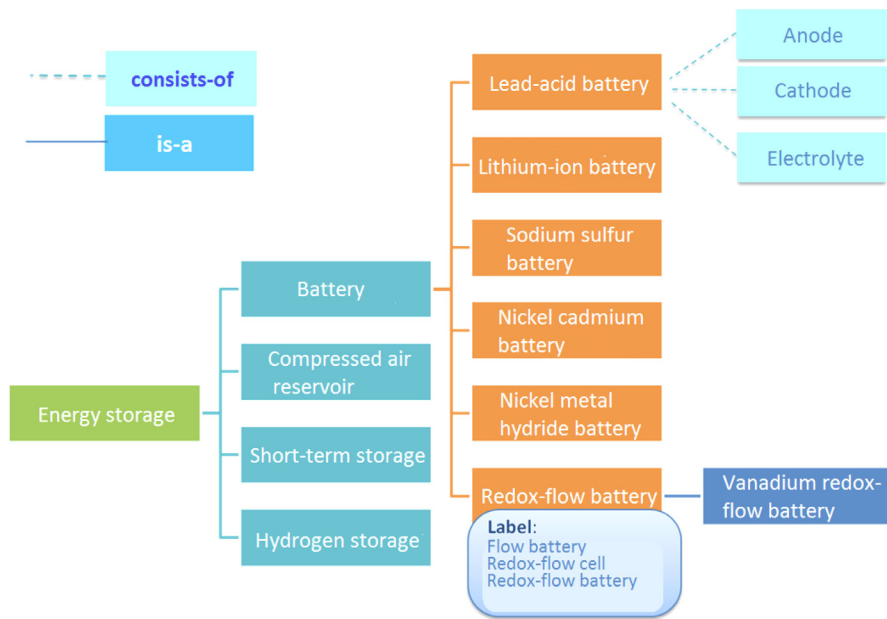 consists-of
is-a
Energy storage
Battery
Compressed air
reservoir
Short-term storage
Hydrogen storage
Lead-acid battery
Lithium-ion battery
Sodium sulfur
battery
Nickel cadmium
battery
Nickel metal
hydride battery
Redox-flow battery
Label:
Flow battery
Redox-flow cell
Redox-flow battery
Anode
Cathode
Electrolyte
Vanadium redox-
flow battery